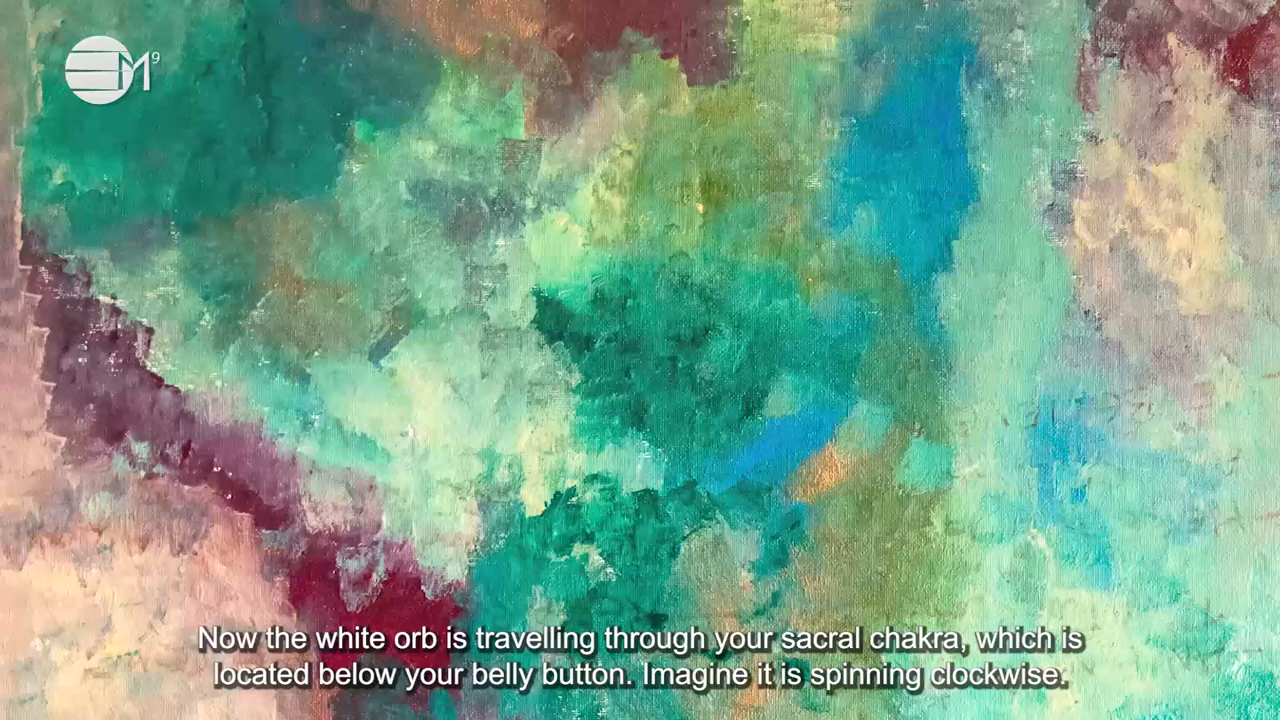 M9
Now the white orb is travelling through your sacral chakra, which is
located below your belly button. Imagine it is spinning clockwise.